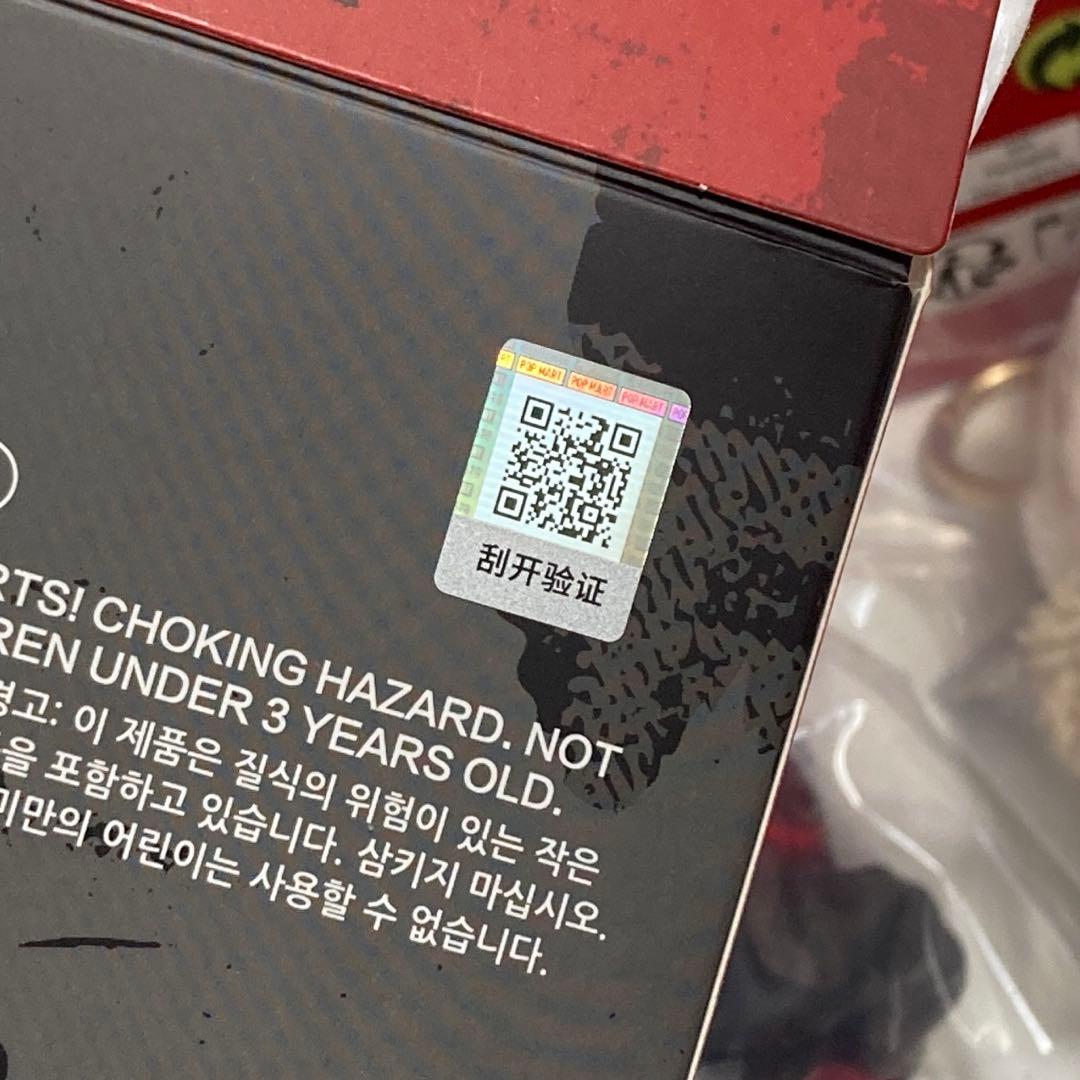 POP MART POP MART POP MART
刮开验证
RTS! CHOKING HAZARD. NOT
REN UNDER 3 YEARS OLD.
경고: 이 제품은 질식의 위험이 있는 작은
을 포함하고 있습니다. 삼키지 마십시오.
미만의 어린이는 사용할 수 없습니다.